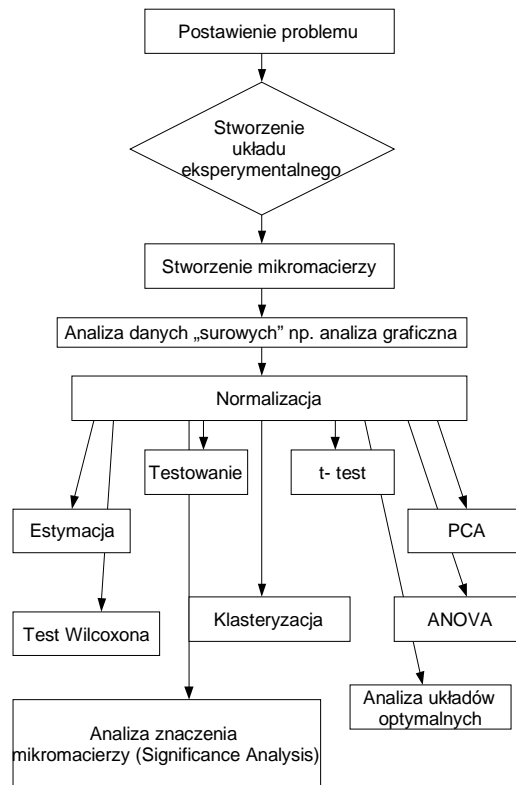 Postawienie problemu
Stworzenie
układu
eksperymentalnego
Stworzenie mikromacierzy
Analiza danych „surowych” np. analiza graficzna
Normalizacja
Testowanie
t- test
Estymacja
PCA
Test Wilcoxona
Klasteryzacja
ANOVA
Analiza układów
optymalnych
Analiza znaczenia
mikromacierzy (Significance Analysis)